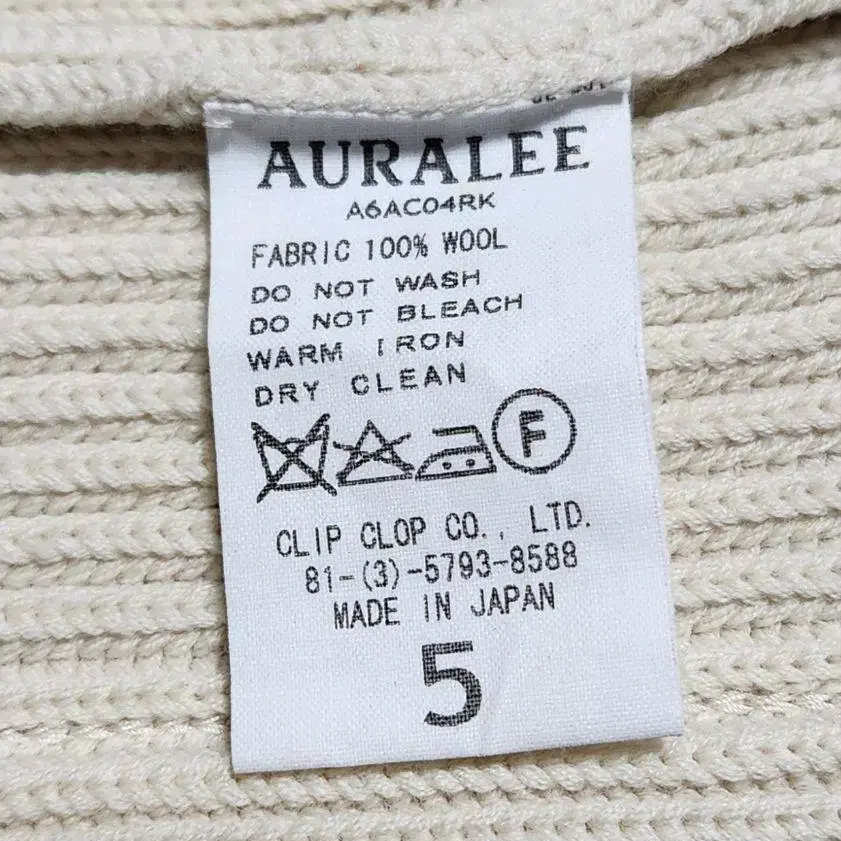 AURALEE
A6AC04RK
FABRIC 100% WOOL
DO NOT WASH
DO NOT BLEACH
WARM IRON
DRY CLEAN
F
CLIP CLOP CO., LTD.
81-(3)-5793-8588
MADE IN JAPAN
5